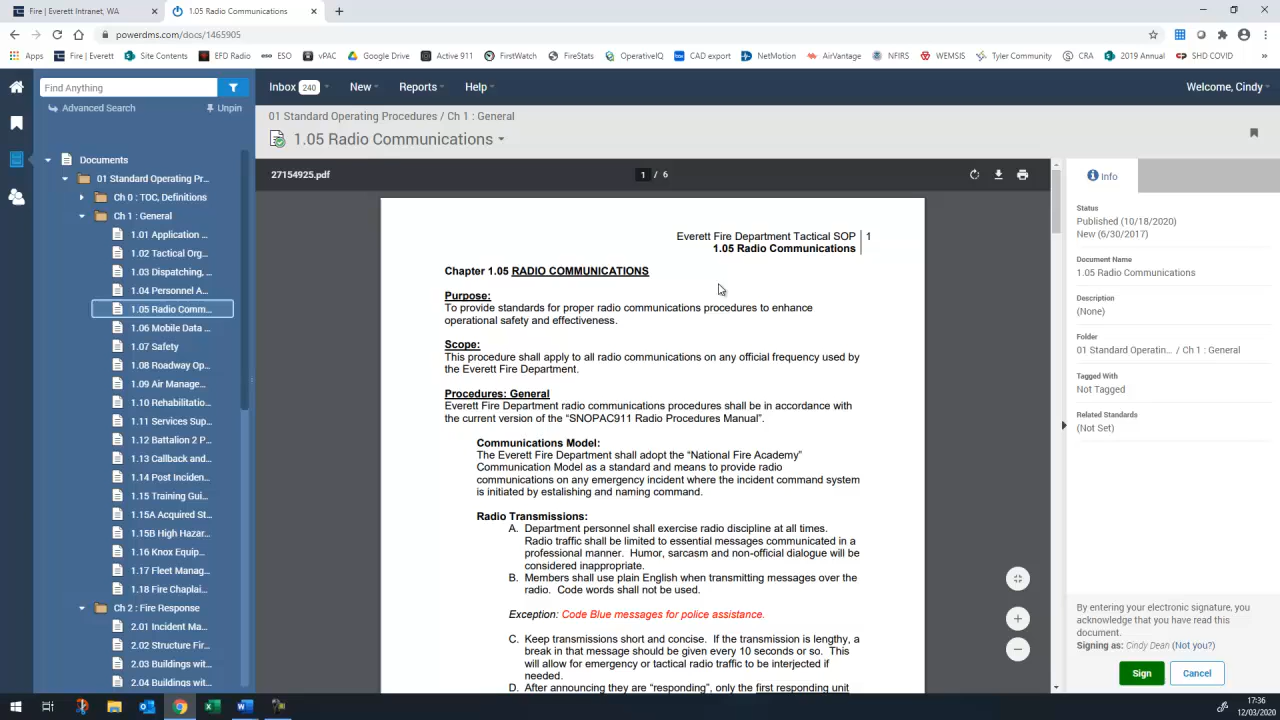 Fire | Everett Intranet, WA
1.05 Radio Communications
powerdms.com/docs/1465905
Apps Fire | Everett Site Contents EFD Radio ESO vPAC Google Drive Active 911 FirstWatch FireStats OperativeIQ CAD export NetMotion AirVantage NFIRS WEMSIS Tyler Community CRA 2019 Annual SHD COVID
Find Anything
Advanced Search Unpin
Inbox 240 New Reports Help Welcome, Cindy
01 Standard Operating Procedures / Ch 1 : General
1.05 Radio Communications
Documents
01 Standard Operating Pr...
Ch 0 : TOC, Definitions
Ch 1 : General
1.01 Application ...
1.02 Tactical Org...
1.03 Dispatching, ...
1.04 Personnel A...
1.05 Radio Comm...
1.06 Mobile Data ...
1.07 Safety
1.08 Roadway Op...
1.09 Air Manage...
1.10 Rehabilitatio...
1.11 Services Sup...
1.12 Battalion 2 P...
1.13 Callback and...
1.14 Post Inciden...
1.15 Training Gui...
1.15A Acquired St...
1.15B High Hazar...
1.16 Knox Equip...
1.17 Fleet Manag...
1.18 Fire Chaplai...
Ch 2 : Fire Response
2.01 Incident Ma...
2.02 Structure Fir...
2.03 Buildings wit...
2.04 Buildings wit...
27154925.pdf 1 / 6
Everett Fire Department Tactical SOP 1
1.05 Radio Communications
Chapter 1.05 RADIO COMMUNICATIONS
Purpose:
To provide standards for proper radio communications procedures to enhance
operational safety and effectiveness.
Scope:
This procedure shall apply to all radio communications on any official frequency used by
the Everett Fire Department.
Procedures: General
Everett Fire Department radio communications procedures shall be in accordance with
the current version of the “SNOPAC911 Radio Procedures Manual”.
Communications Model:
The Everett Fire Department shall adopt the “National Fire Academy”
Communication Model as a standard and means to provide radio
communications on any emergency incident where the incident command system
is initiated by estalishing and naming command.
Radio Transmissions:
A. Department personnel shall exercise radio discipline at all times.
Radio traffic shall be limited to essential messages communicated in a
professional manner. Humor, sarcasm and non-official dialogue will be
considered inappropriate.
B. Members shall use plain English when transmitting messages over the
radio. Code words shall not be used.
Exception: Code Blue messages for police assistance.
C. Keep transmissions short and concise. If the transmission is lengthy, a
break in that message should be given every 10 seconds or so. This
will allow for emergency or tactical radio traffic to be interjected if
needed.
D. After announcing they are “responding”, only the first responding unit
Info
Status
Published (10/18/2020)
New (6/30/2017)
Document Name
1.05 Radio Communications
Description
(None)
Folder
01 Standard Operatin... / Ch 1 : General
Tagged With
Not Tagged
Related Standards
(Not Set)
By entering your electronic signature, you
acknowledge that you have read this
document.
Signing as: Cindy Dean (Not you?)
Sign Cancel
17:36
12/03/2020